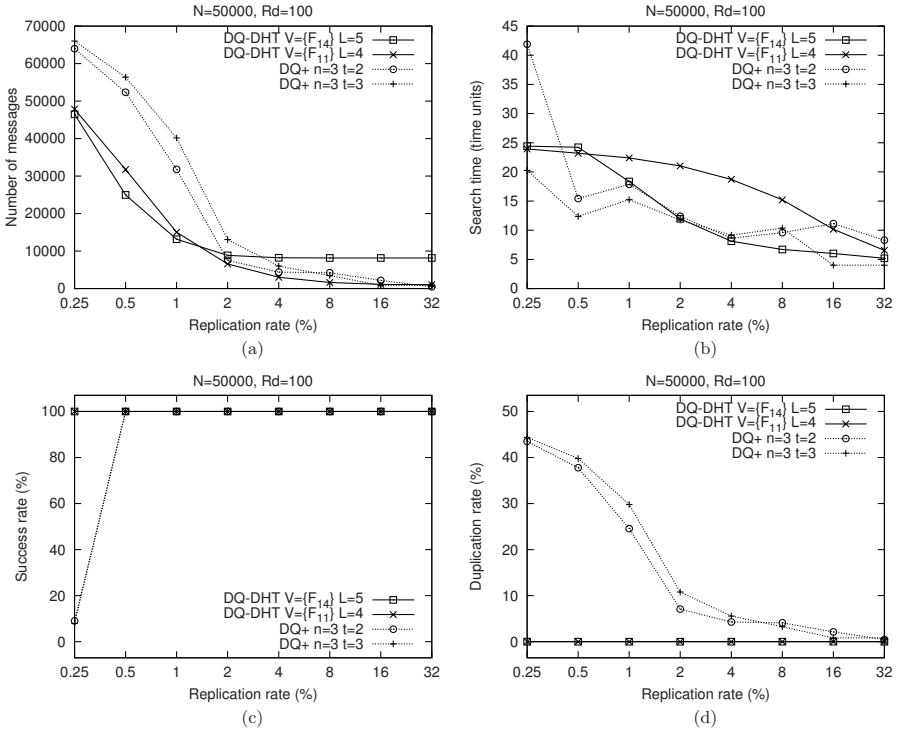 N=50000, Rd=100
70000
60000
50000
40000
30000
20000
10000
0
Number of messages
DQ-DHT V={F14} L=5
DQ-DHT V={F11} L=4
DQ+ n=3 t=2
DQ+ n=3 t=3
0.25 0.5 1 2 4 8 16 32
Replication rate (%)
(a)
N=50000, Rd=100
45
40
35
30
25
20
15
10
5
0
Search time (time units)
DQ-DHT V={F14} L=5
DQ-DHT V={F11} L=4
DQ+ n=3 t=2
DQ+ n=3 t=3
0.25 0.5 1 2 4 8 16 32
Replication rate (%)
(b)
N=50000, Rd=100
100
80
60
40
20
0
Success rate (%)
DQ-DHT V={F14} L=5
DQ-DHT V={F11} L=4
DQ+ n=3 t=2
DQ+ n=3 t=3
0.25 0.5 1 2 4 8 16 32
Replication rate (%)
(c)
N=50000, Rd=100
50
40
30
20
10
0
Duplication rate (%)
DQ-DHT V={F14} L=5
DQ-DHT V={F11} L=4
DQ+ n=3 t=2
DQ+ n=3 t=3
0.25 0.5 1 2 4 8 16 32
Replication rate (%)
(d)